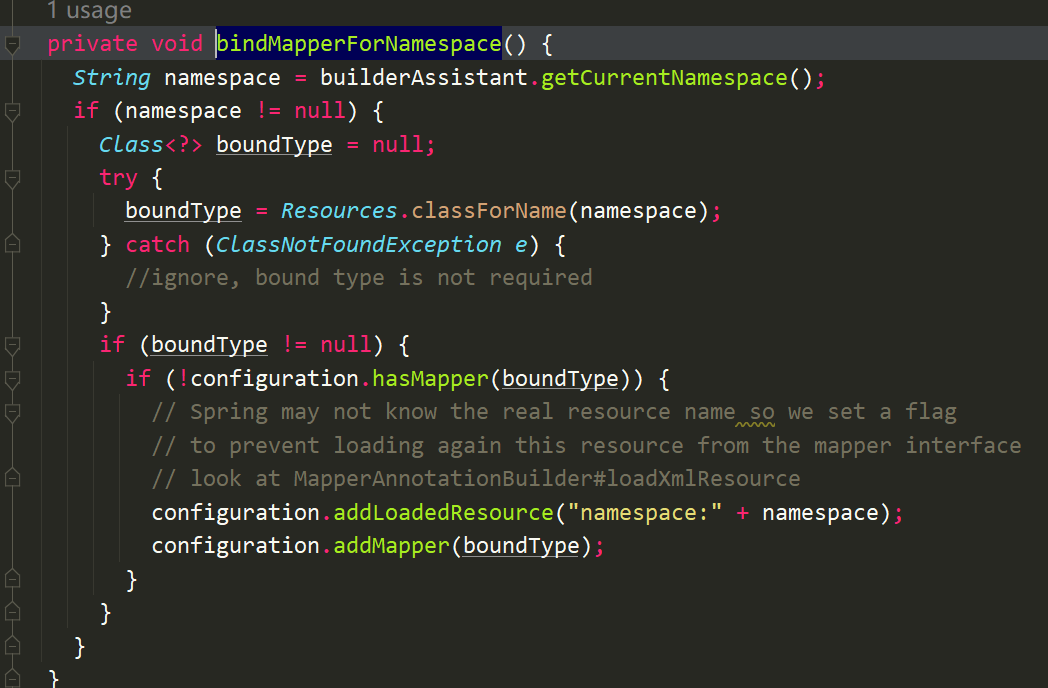 1 usage
private void bindMapperForNamespace() {
  String namespace = builderAssistant.getCurrentNamespace();
  if (namespace != null) {
    Class<?> boundType = null;
    try {
      boundType = Resources.classForName(namespace);
    } catch (ClassNotFoundException e) {
      //ignore, bound type is not required
    }
    if (boundType != null) {
      if (!configuration.hasMapper(boundType)) {
        // Spring may not know the real resource name so we set a flag
        // to prevent loading again this resource from the mapper interface
        // look at MapperAnnotationBuilder#loadXmlResource
        configuration.addLoadedResource("namespace:" + namespace);
        configuration.addMapper(boundType);
      }
    }
  }
}